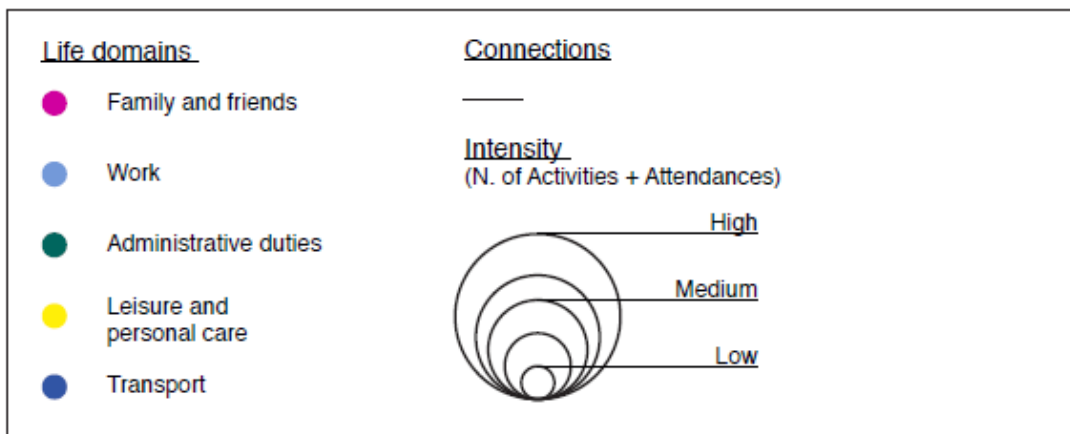 Life domains
Family and friends
Work
Administrative duties
Leisure and
personal care
Transport
Connections
Intensity
(N. of Activities + Attendances)
High
Medium
Low